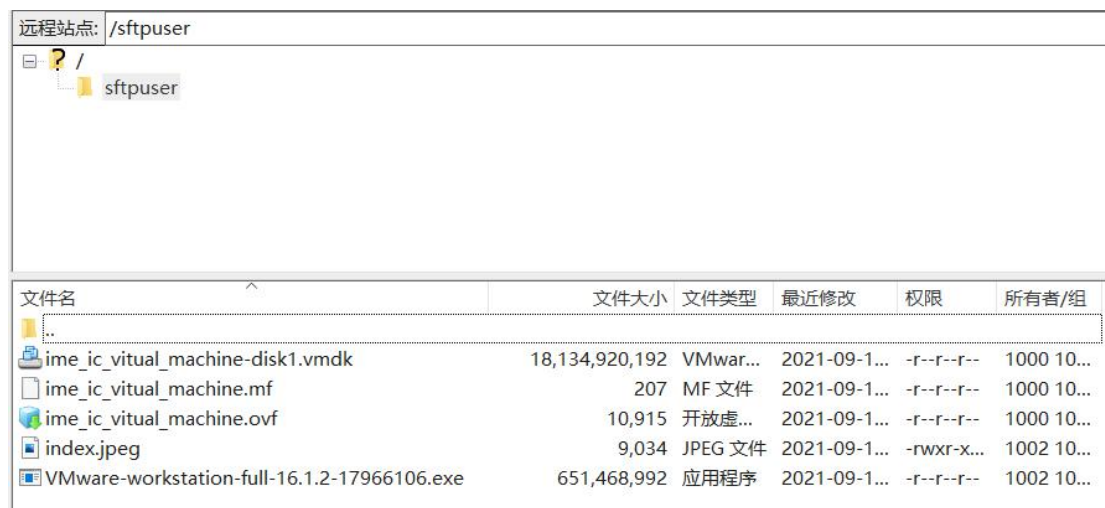 远程站点: /sftpuser
/
sftpuser
文件名 文件大小 文件类型 最近修改 权限 所有者/组
..
ime_ic_vitual_machine-disk1.vmdk 18,134,920,192 VMwar... 2021-09-1... -r--r--r-- 1000 10...
ime_ic_vitual_machine.mf 207 MF 文件 2021-09-1... -r--r--r-- 1000 10...
ime_ic_vitual_machine.ovf 10,915 开放虚... 2021-09-1... -r--r--r-- 1000 10...
index.jpeg 9,034 JPEG 文件 2021-09-1... -rwxr-x... 1002 10...
VMware-workstation-full-16.1.2-17966106.exe 651,468,992 应用程序 2021-09-1... -r--r--r-- 1002 10...